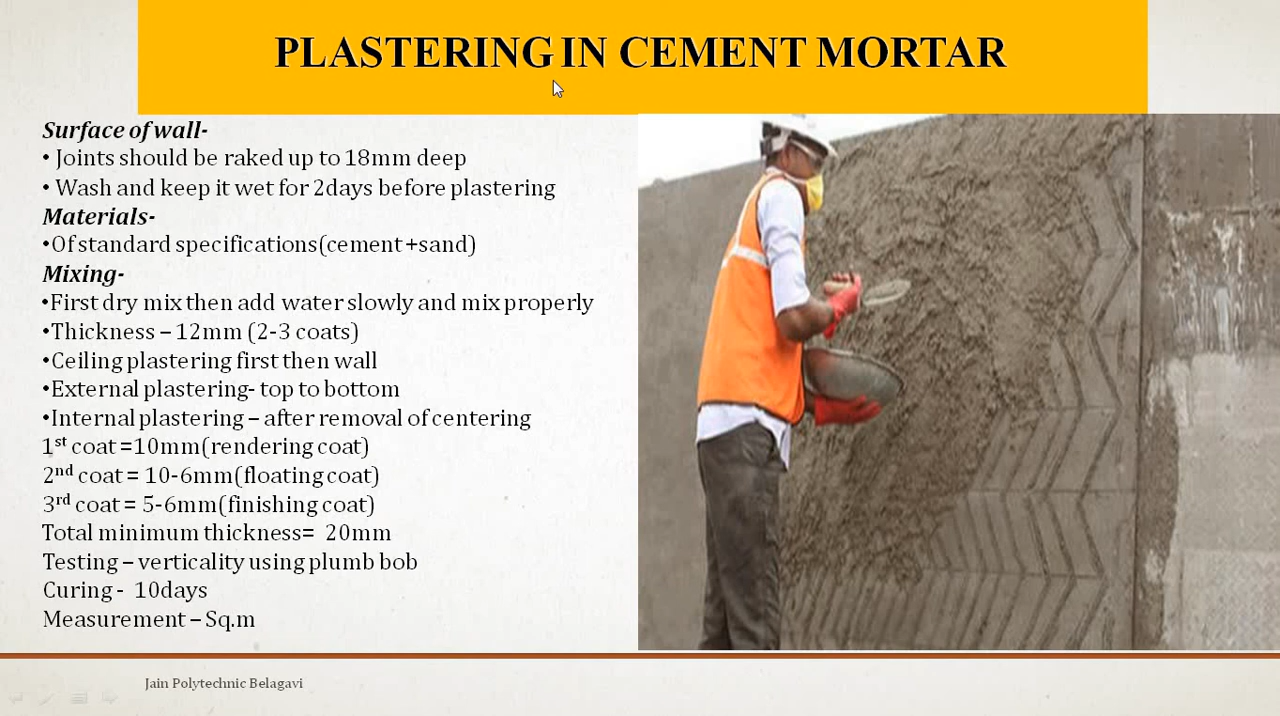 PLASTERING IN CEMENT MORTAR
Surface of wall-
• Joints should be raked up to 18mm deep
• Wash and keep it wet for 2days before plastering
Materials-
•Of standard specifications(cement +sand)
Mixing-
•First dry mix then add water slowly and mix properly
•Thickness – 12mm (2-3 coats)
•Ceiling plastering first then wall
•External plastering- top to bottom
•Internal plastering – after removal of centering
1st coat =10mm(rendering coat)
2nd coat = 10-6mm(floating coat)
3rd coat = 5-6mm(finishing coat)
Total minimum thickness= 20mm
Testing – verticality using plumb bob
Curing - 10days
Measurement – Sq.m
Jain Polytechnic Belagavi